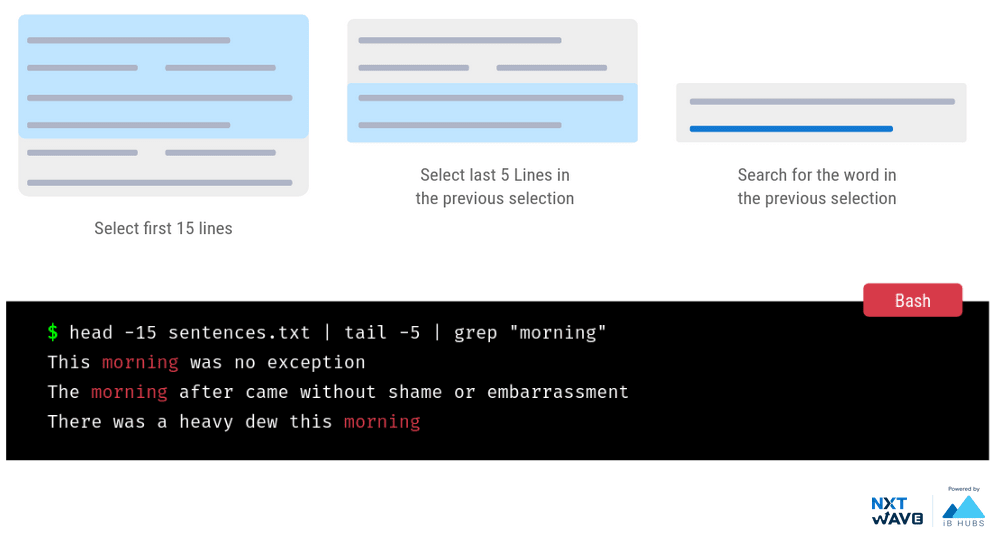 Select first 15 lines
Select last 5 Lines in
the previous selection
Search for the word in
the previous selection
Bash
$ head -15 sentences.txt | tail -5 | grep "morning"
This morning was no exception
The morning after came without shame or embarrassment
There was a heavy dew this morning
NXT
WAVE
Powered by
iB HUBS